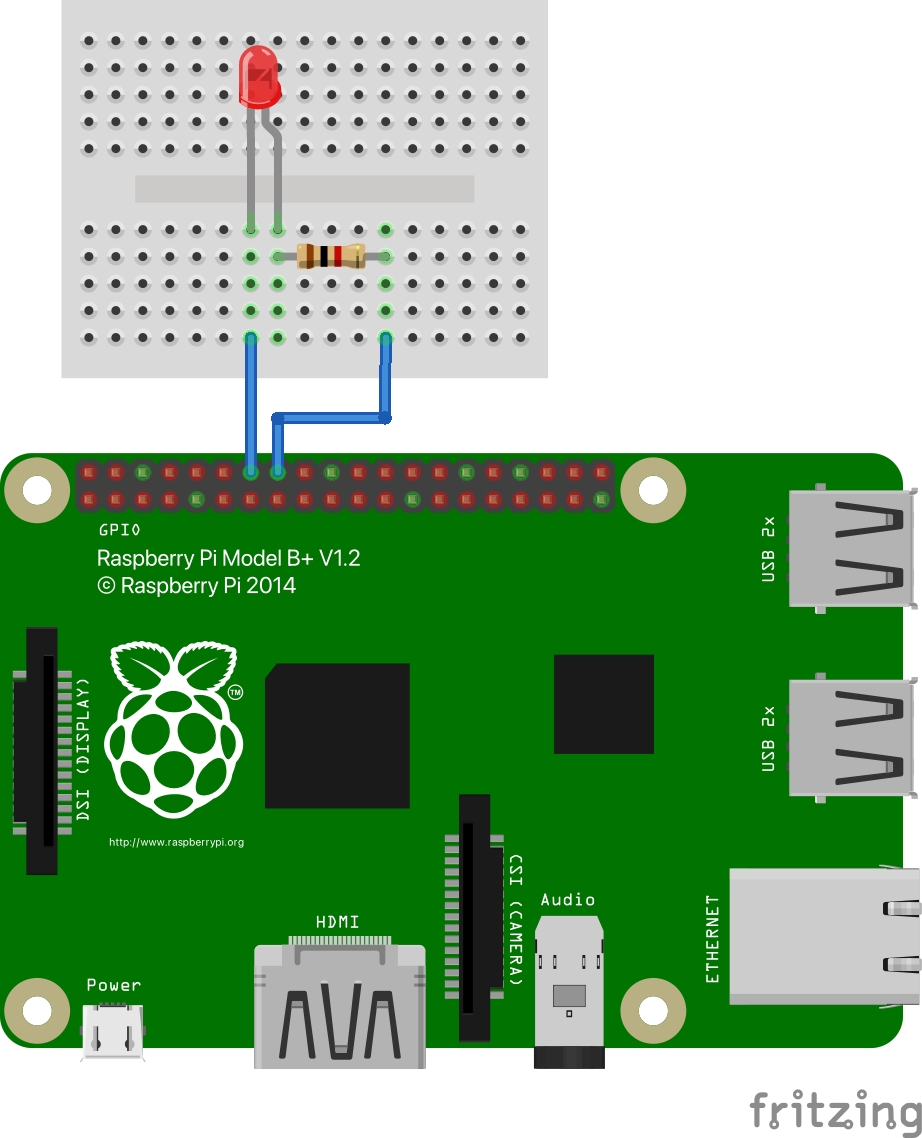 GPIO
Raspberry Pi Model B+ V1.2
© Raspberry Pi 2014
USB 2x
DSI (DISPLAY)
TM
USB 2x
http://www.raspberrypi.org
CSI (CAMERA)
Audio
ETHERNET
HDMI
Power
fritzing